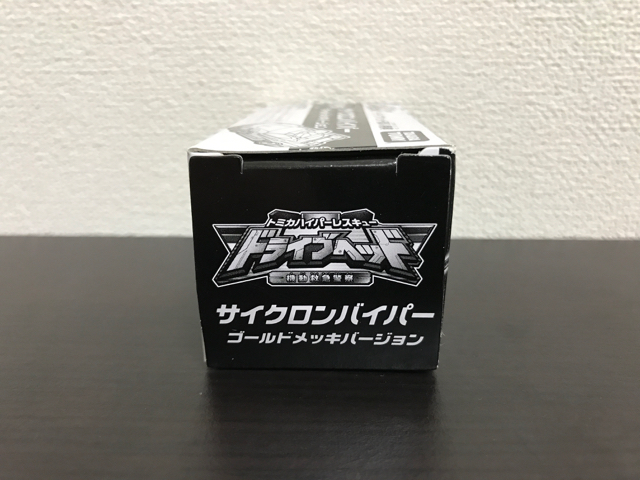 トミカハイパーレスキュー
ドライブヘッド
機動救急警察
サイクロンバイパー
ゴールドメッキバージョン